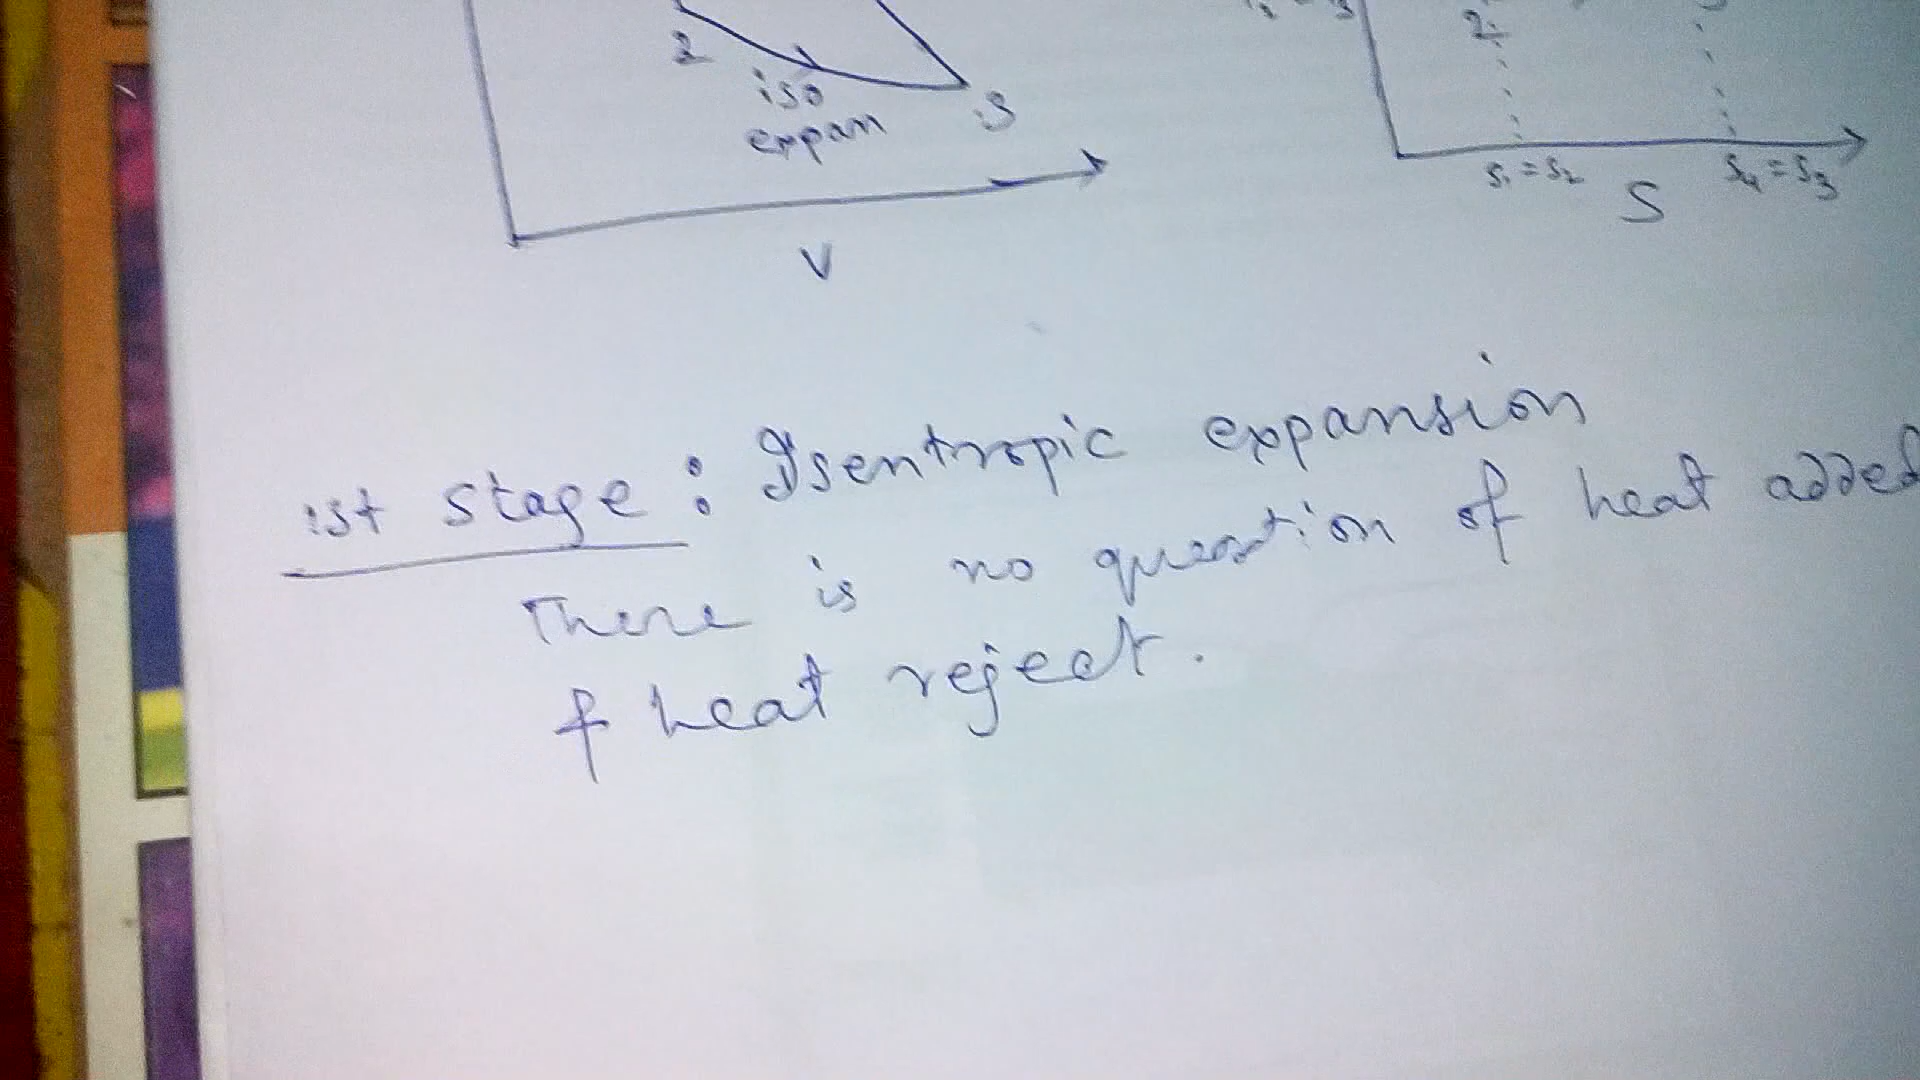 2
iso
expan
3
V
2
S₁ = S₂
S₄ = S₃
S
1st stage : Isentropic expansion
There is no question of heat added
& heat reject.